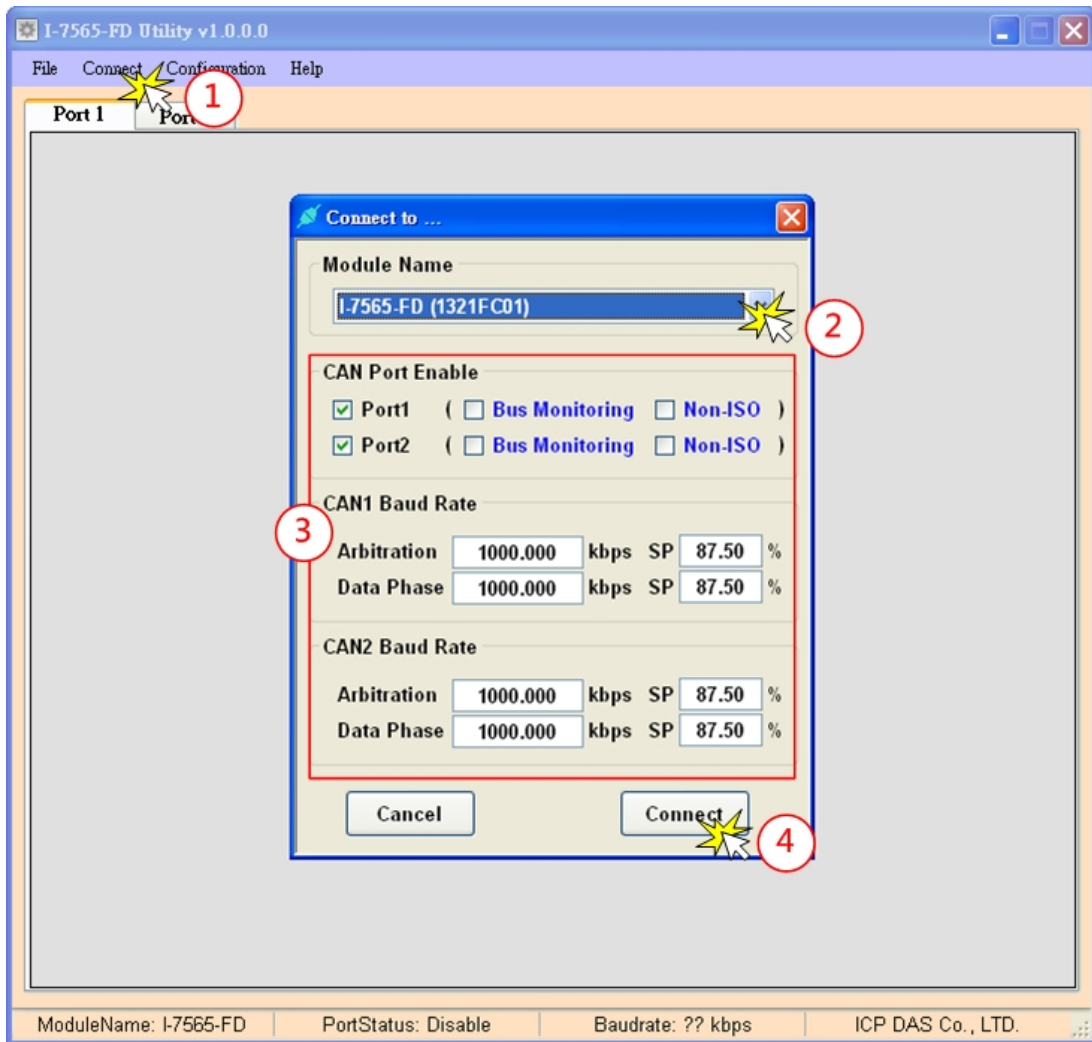 I-7565-FD Utility v1.0.0.0
File Connect Configuration Help
1
Port 1 Por
Connect to ...
Module Name
I-7565-FD (1321FC01)
2
CAN Port Enable
Port1 ( Bus Monitoring Non-ISO )
Port2 ( Bus Monitoring Non-ISO )
CAN1 Baud Rate
3
Arbitration 1000.000 kbps SP 87.50 %
Data Phase 1000.000 kbps SP 87.50 %
CAN2 Baud Rate
Arbitration 1000.000 kbps SP 87.50 %
Data Phase 1000.000 kbps SP 87.50 %
Cancel Connect
4
ModuleName: I-7565-FD PortStatus: Disable Baudrate: ?? kbps ICP DAS Co., LTD.